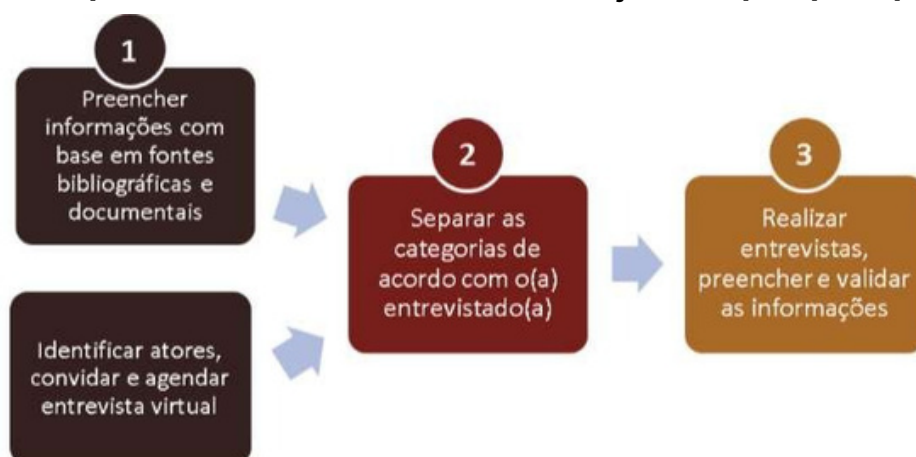 1
Preencher
informações com
base em fontes
bibliográficas e
documentais
Identificar atores,
convidar e agendar
entrevista virtual
2
Separar as
categorias de
acordo com o(a)
entrevistado(a)
3
Realizar
entrevistas,
preencher e validar
as informações